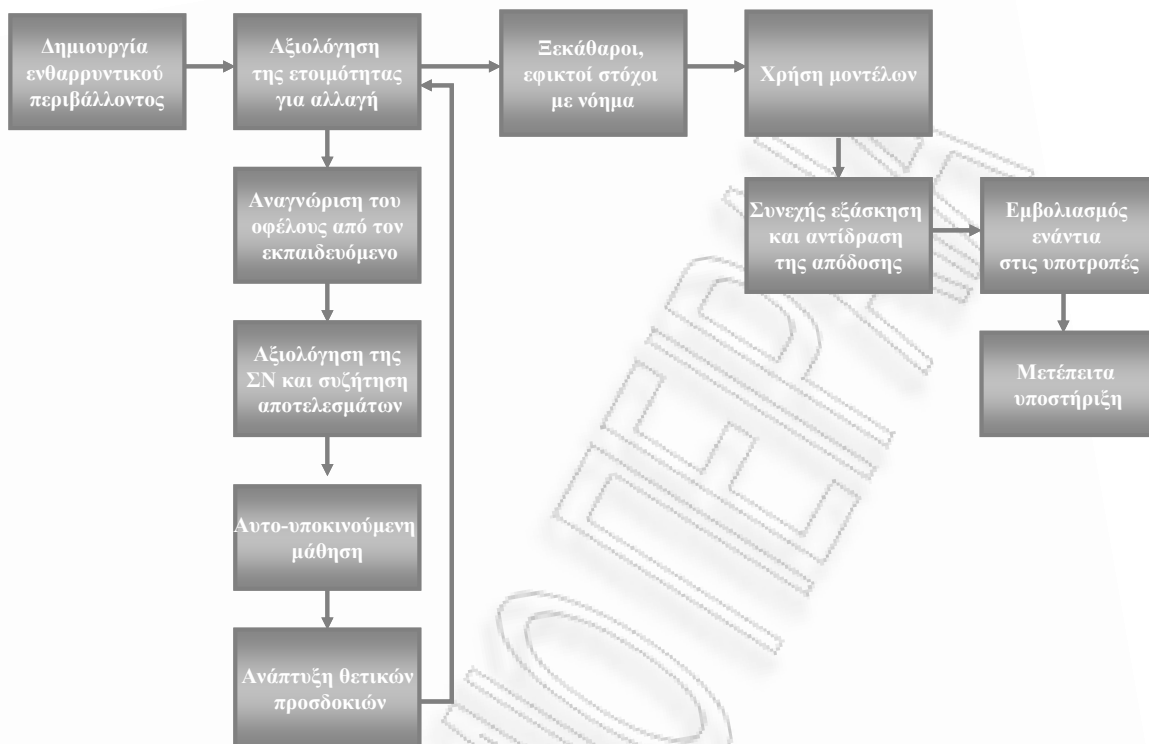 Δημιουργία
ενθαρρυντικού
περιβάλλοντος
Αξιολόγηση
της ετοιμότητας
για αλλαγή
Ξεκάθαροι,
εφικτοί στόχοι
με νόημα
Χρήση μοντέλων
Αναγνώριση του
οφέλους από τον
εκπαιδευόμενο
Συνεχής εξάσκηση
και αντίδραση
της απόδοσης
Εμβολιασμός
ενάντια
στις υποτροπές
Αξιολόγηση της
ΣΝ και συζήτηση
αποτελεσμάτων
Μετέπειτα
υποστήριξη
Αυτο-υποκινούμενη
μάθηση
Ανάπτυξη θετικών
προσδοκιών